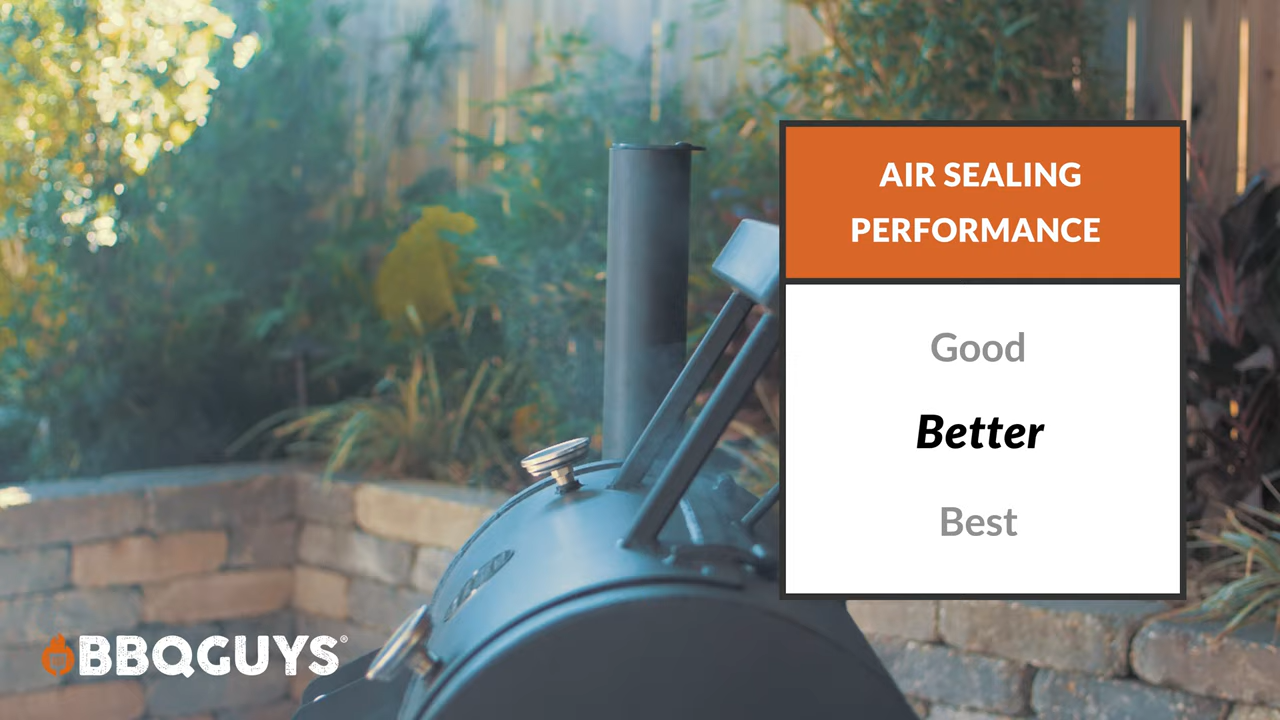 AIR SEALING
PERFORMANCE
Good
Better
Best
BBQGUYS®